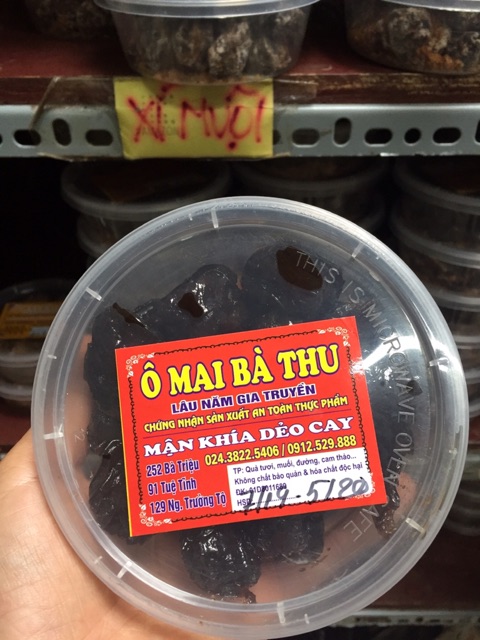 XÍ MUỘI
THIS IS MICROWAVE OVEN SAFE
Ô MAI BÀ THU
LÂU NĂM GIA TRUYỀN
CHỨNG NHẬN SẢN XUẤT AN TOÀN THỰC PHẨM
MẬN KHÍA DẺO CAY
252 Bà Triệu
91 Tuệ Tĩnh
129 Ng. Trường Tộ
024.3822.5406 / 0912.529.888
TP: Quả tươi, muối, đường, cam thảo...
Không chất bảo quản & hóa chất độc hại
HSD